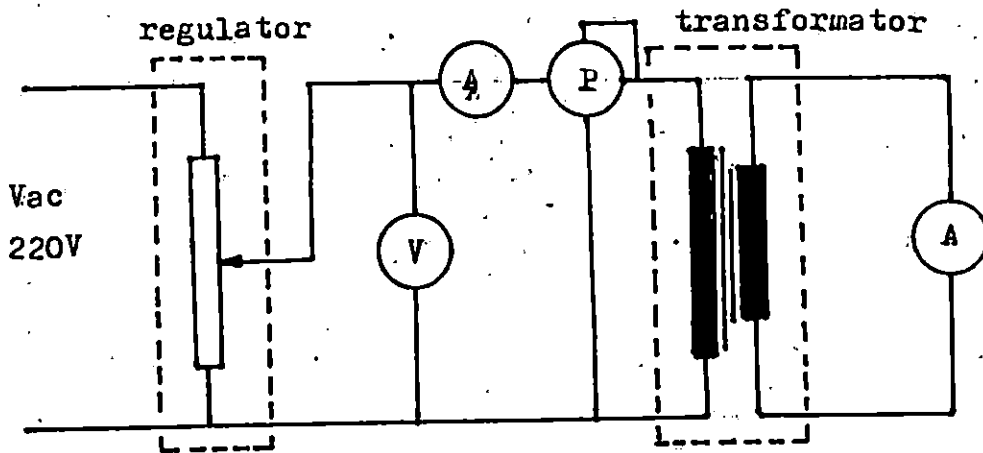 regulator
transformator
A
P
Vac
220V
V
A